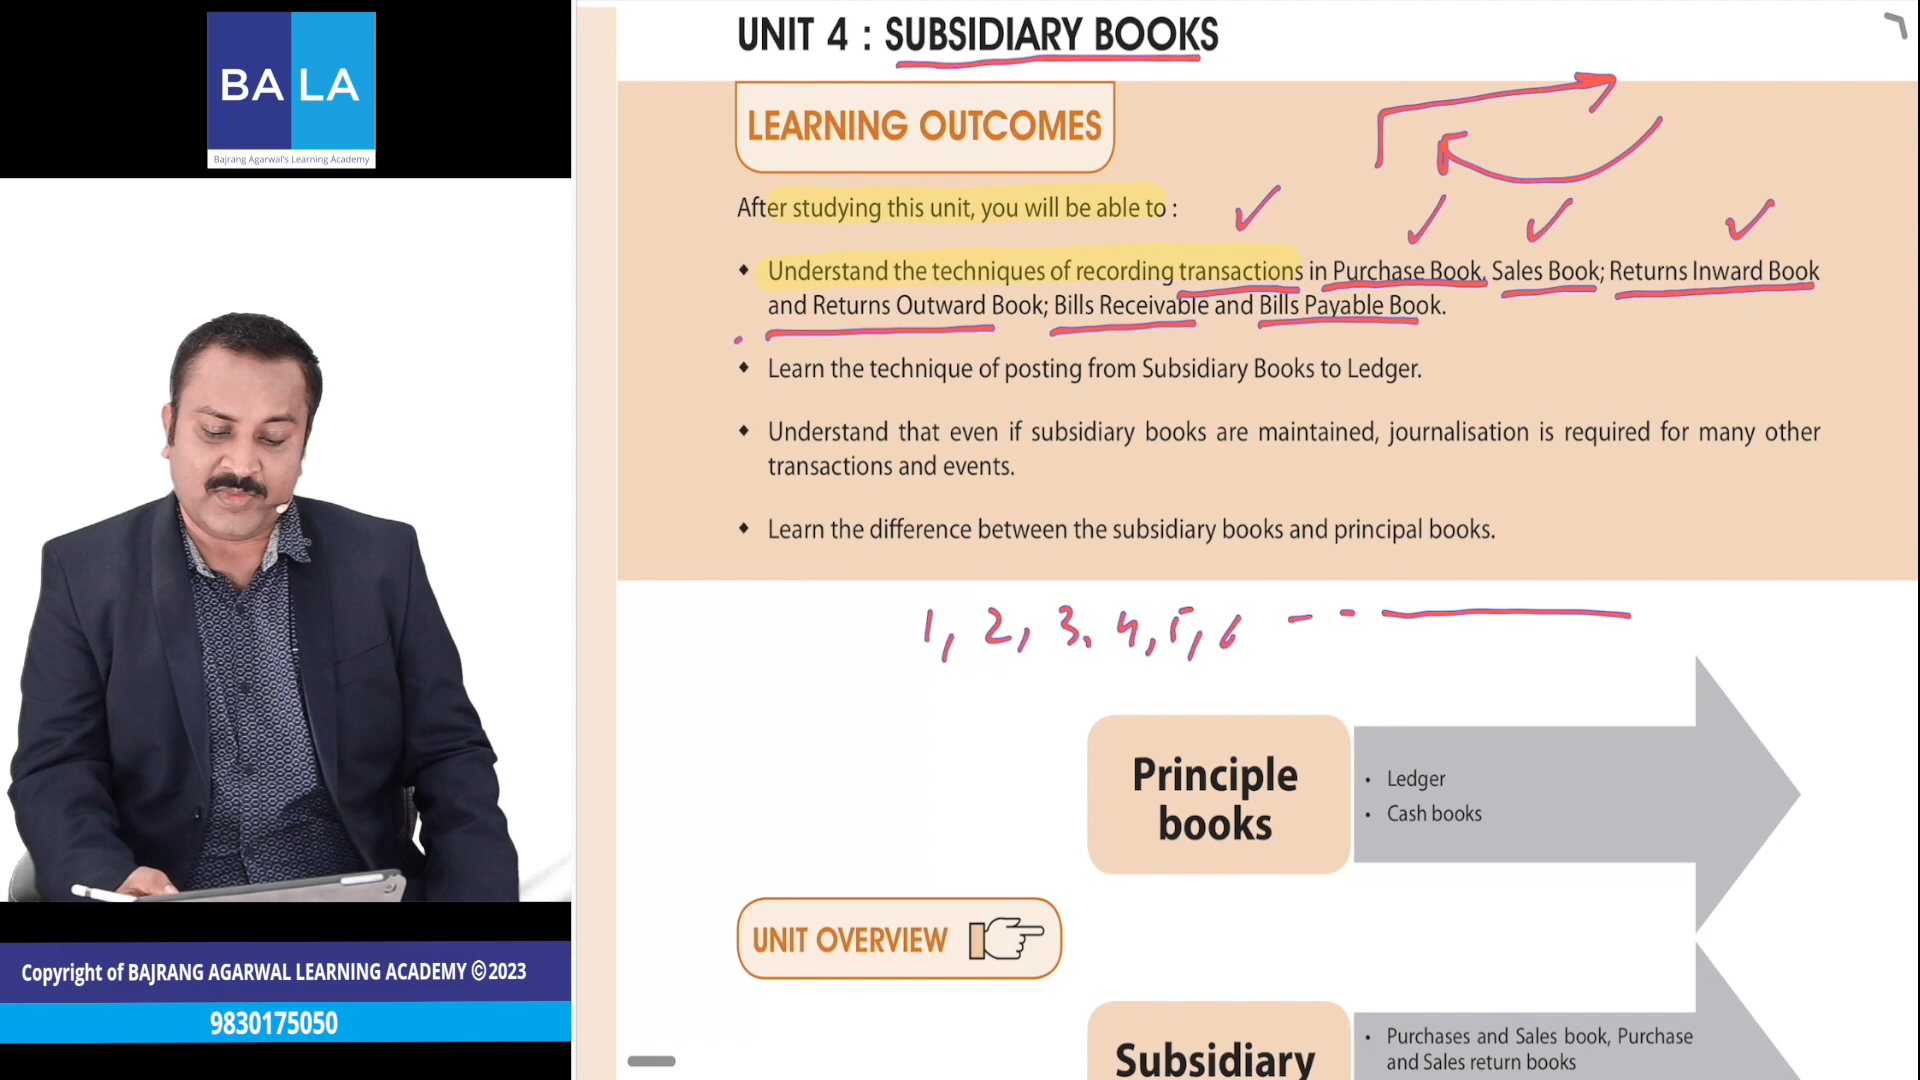 BA LA
Bajrang Agarwal's Learning Academy
UNIT 4 : SUBSIDIARY BOOKS
LEARNING OUTCOMES
After studying this unit, you will be able to :
Understand the techniques of recording transactions in Purchase Book, Sales Book; Returns Inward Book
and Returns Outward Book; Bills Receivable and Bills Payable Book.
Learn the technique of posting from Subsidiary Books to Ledger.
Understand that even if subsidiary books are maintained, journalisation is required for many other
transactions and events.
Learn the difference between the subsidiary books and principal books.
1, 2, 3, 4, 5, 6 - -
Principle
books
• Ledger
• Cash books
UNIT OVERVIEW
Subsidiary
• Purchases and Sales book, Purchase
and Sales return books
Copyright of BAJRANG AGARWAL LEARNING ACADEMY ©2023
9830175050